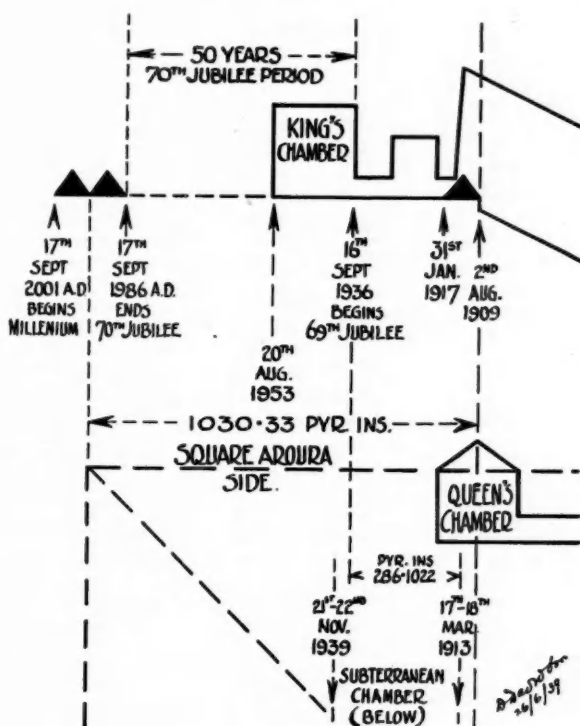 50 YEARS
70TH JUBILEE PERIOD
KING'S
CHAMBER
17TH
SEPT
2001 A.D
BEGINS
MILLENIUM
17TH
SEPT
1986 A.D.
ENDS
70TH JUBILEE
20TH
AUG.
1953
16TH
SEPT
1936
BEGINS
69TH JUBILEE
31ST
JAN.
1917
2ND
AUG.
1909
1030·33 PYR. INS.
SQUARE AROURA
SIDE.
QUEEN'S
CHAMBER
PYR. INS
286·1022
21ST-22ND
NOV.
1939
17TH-18TH
MAR.
1913
SUBTERRANEAN
CHAMBER
(BELOW)
26/6/39